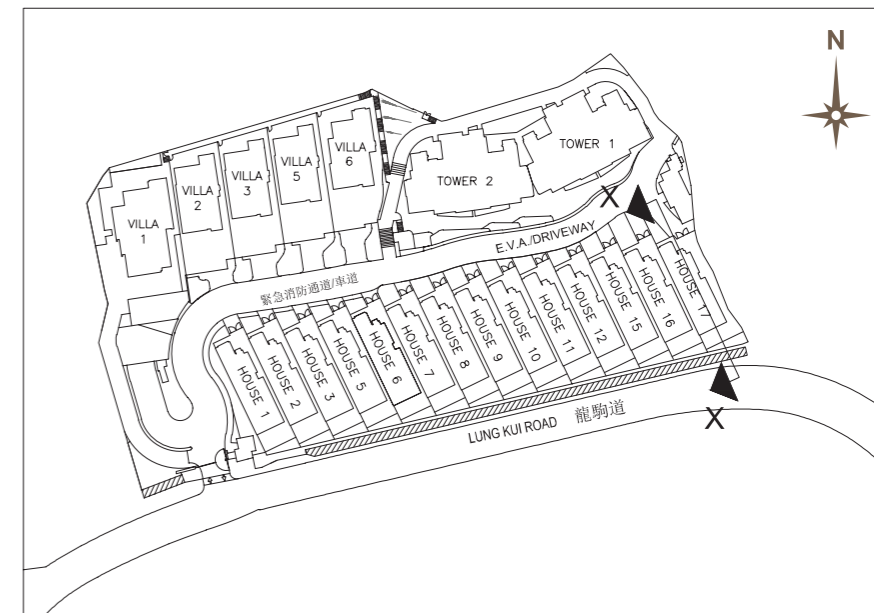 N
VILLA
1
VILLA
2
VILLA
3
VILLA
5
VILLA
6
TOWER 2
TOWER 1
X
E.V.A./DRIVEWAY
緊急消防通道/車道
HOUSE 1
HOUSE 2
HOUSE 3
HOUSE 5
HOUSE 6
HOUSE 7
HOUSE 8
HOUSE 9
HOUSE 10
HOUSE 11
HOUSE 12
HOUSE 15
HOUSE 16
HOUSE 17
LUNG KUI ROAD 龍駒道
X